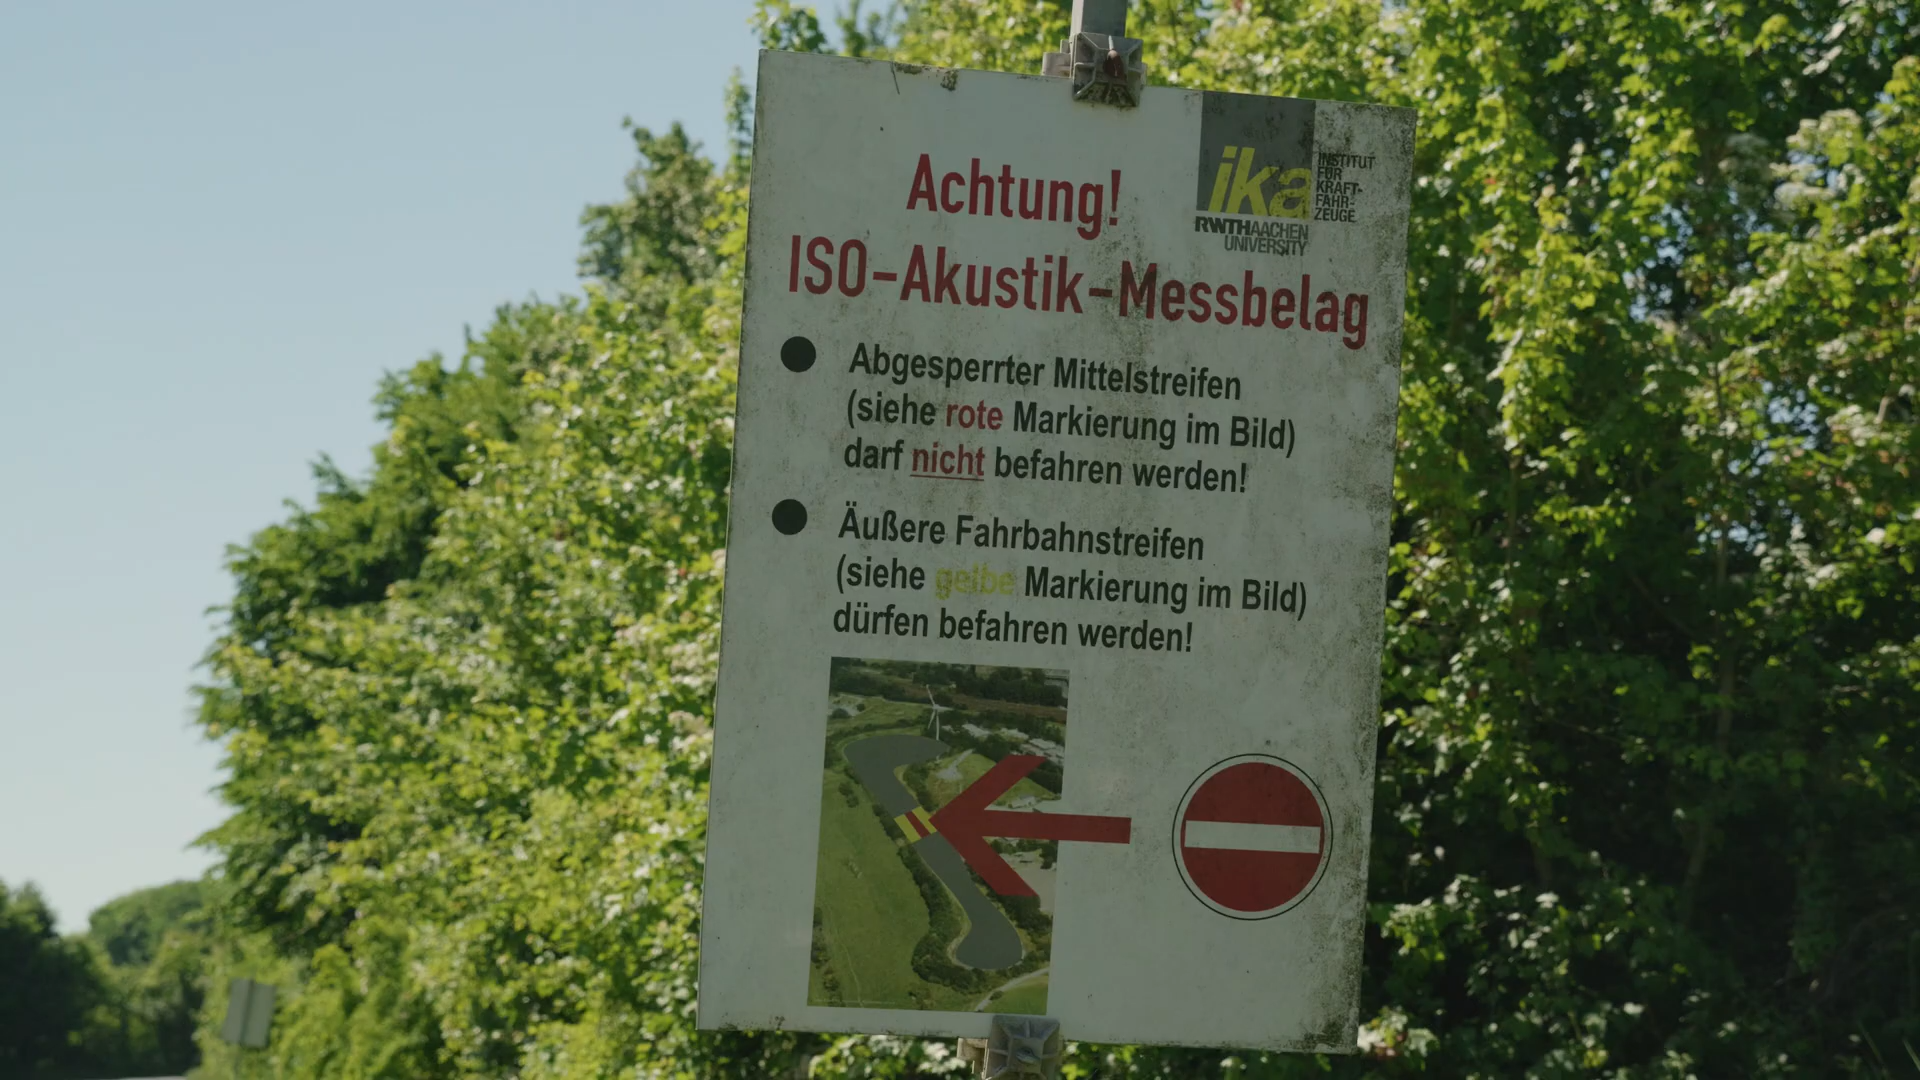 Achtung!
ISO-Akustik-Messbelag
ika
INSTITUT
FÜR
KRAFT-
FAHR-
ZEUGE
RWTHAACHEN
UNIVERSITY
● Abgesperrter Mittelstreifen
(siehe rote Markierung im Bild)
darf nicht befahren werden!
● Äußere Fahrbahnstreifen
(siehe gelbe Markierung im Bild)
dürfen befahren werden!